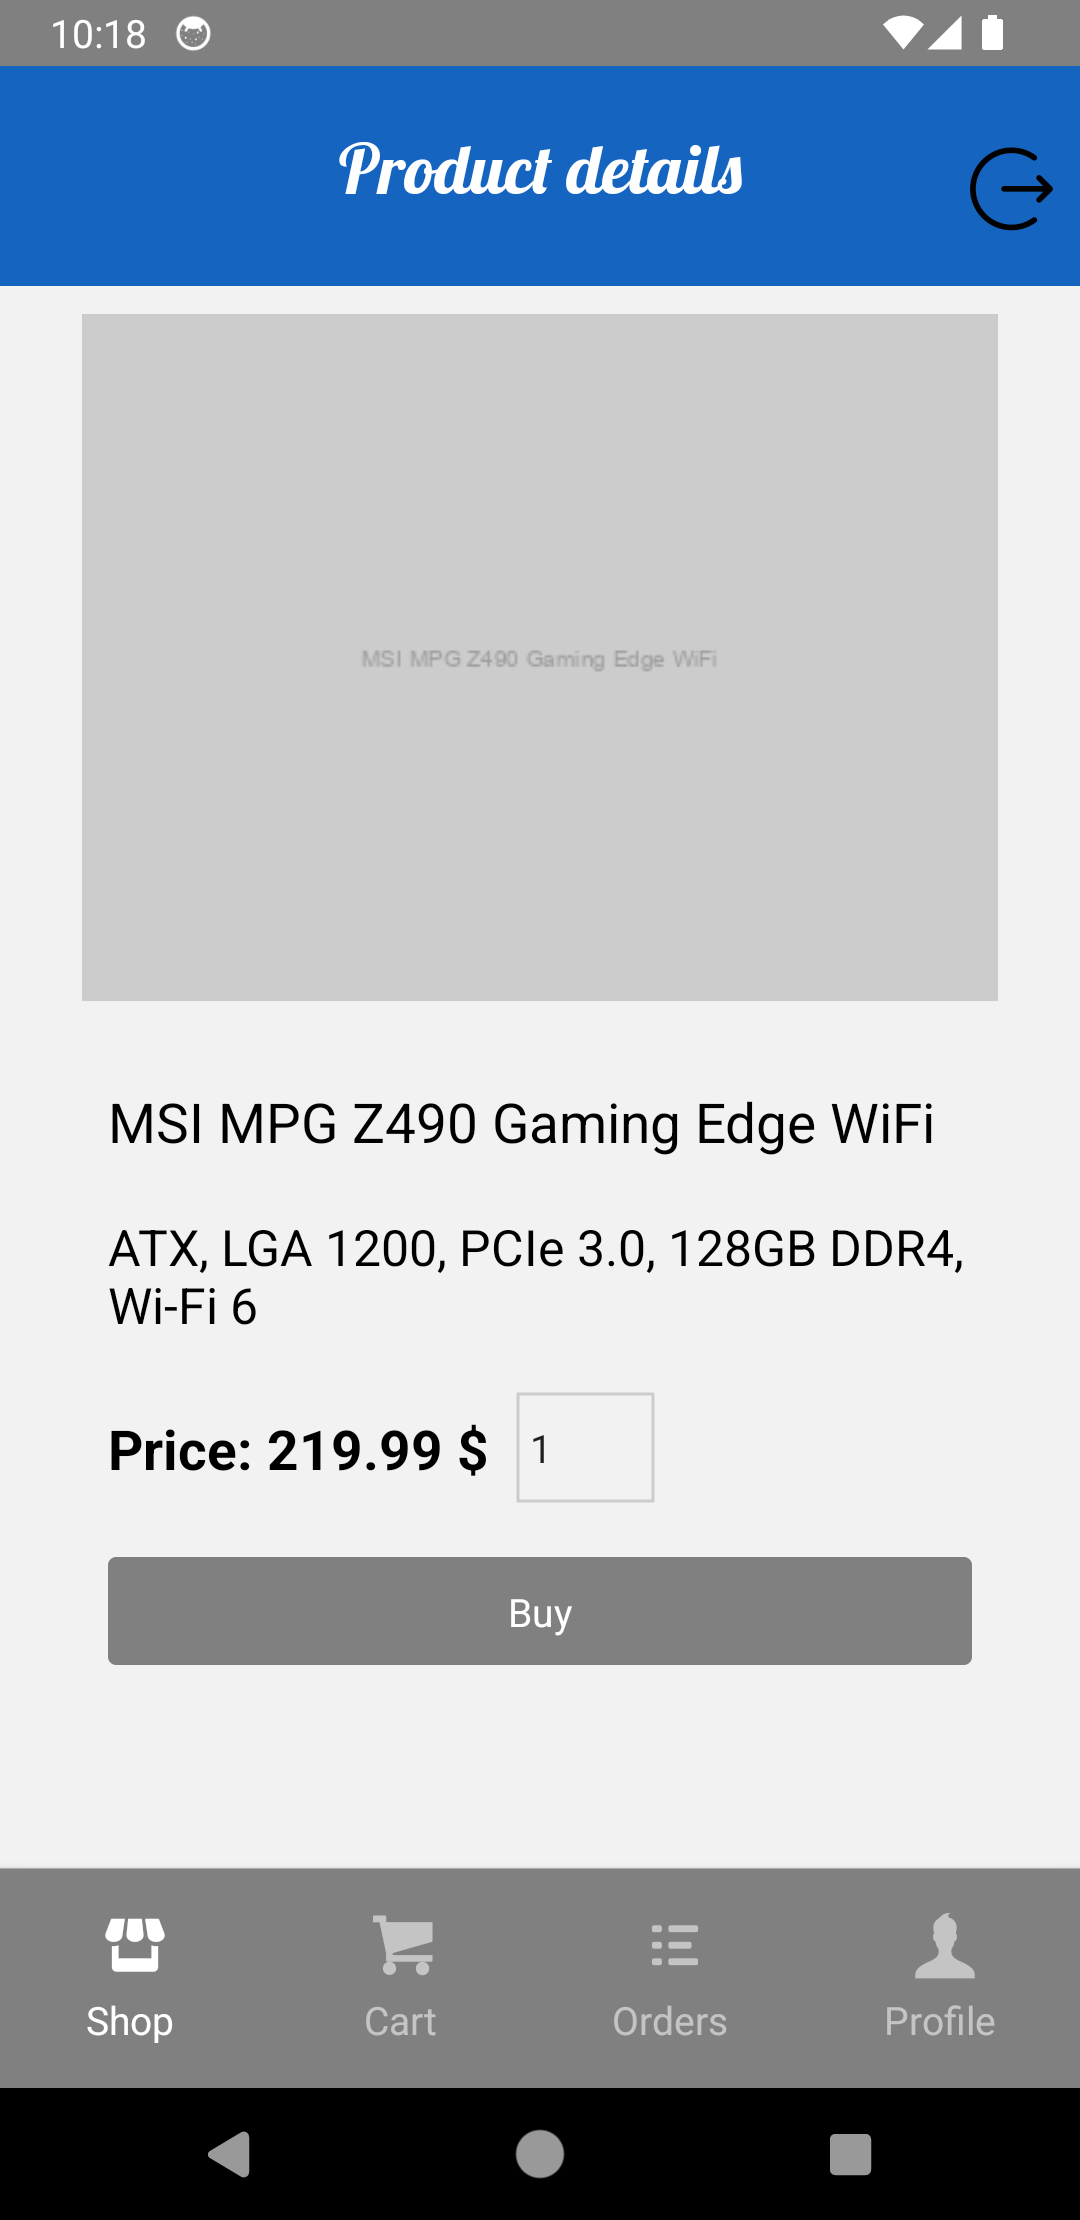 10:18
Product details
MSI MPG Z490 Gaming Edge WiFi
MSI MPG Z490 Gaming Edge WiFi
ATX, LGA 1200, PCIe 3.0, 128GB DDR4,
Wi-Fi 6
Price: 219.99 $ 1
Buy
Shop Cart Orders Profile